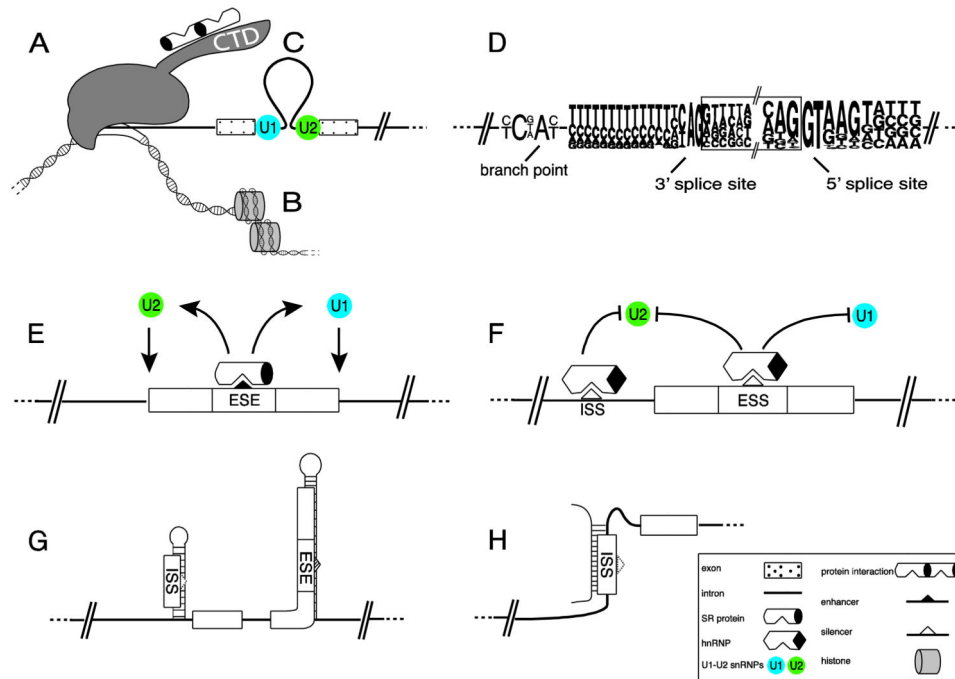 A
CTD
C
U1
U2
B
D
branch point
3' splice site
5' splice site
E
U2
U1
ESE
F
U2
U1
ISS
ESS
G
ISS
ESE
H
ISS
exon
protein interaction
intron
enhancer
SR protein
silencer
hnRNP
histone
U1-U2 snRNPs
U1
U2